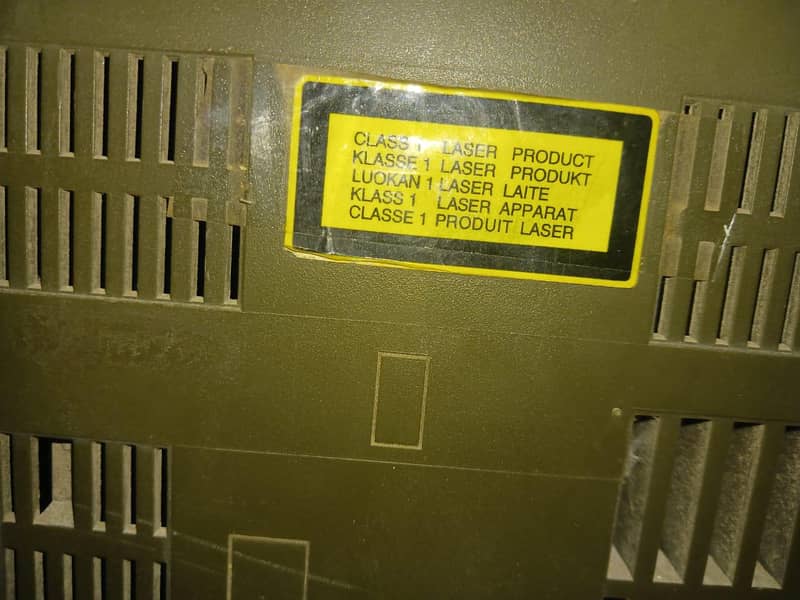 CLASS 1 LASER PRODUCT
KLASSE 1 LASER PRODUKT
LUOKAN 1 LASER LAITE
KLASS 1 LASER APPARAT
CLASSE 1 PRODUIT LASER